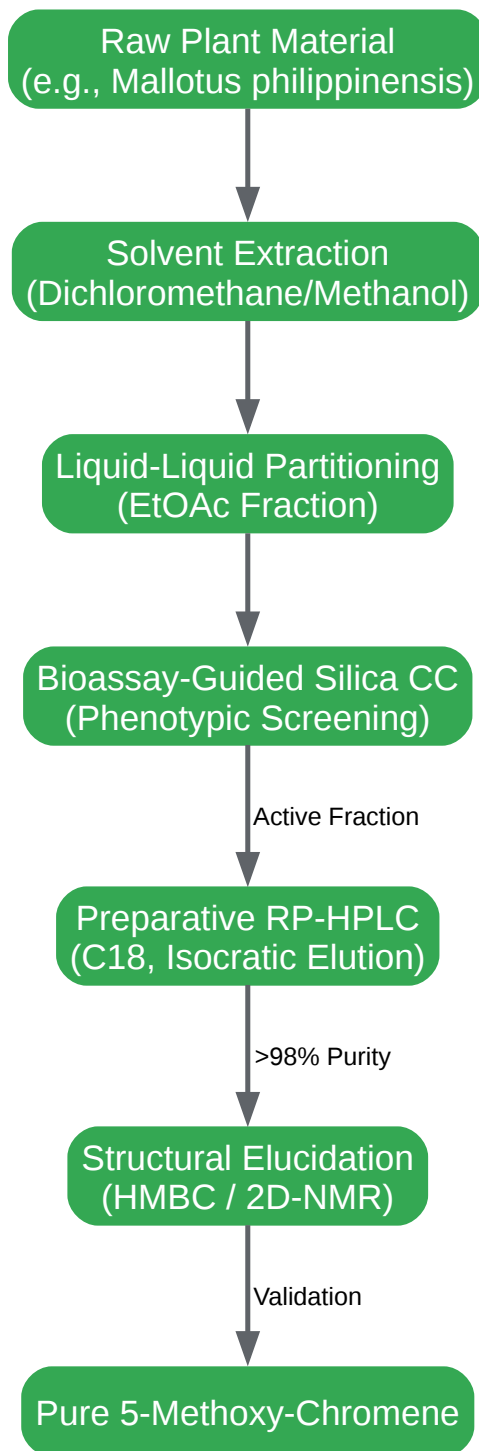 Raw Plant Material
(e.g., Mallotus philippinensis)
Solvent Extraction
(Dichloromethane/Methanol)
Liquid-Liquid Partitioning
(EtOAc Fraction)
Bioassay-Guided Silica CC
(Phenotypic Screening)
Active Fraction
Preparative RP-HPLC
(C18, Isocratic Elution)
>98% Purity
Structural Elucidation
(HMBC / 2D-NMR)
Validation
Pure 5-Methoxy-Chromene